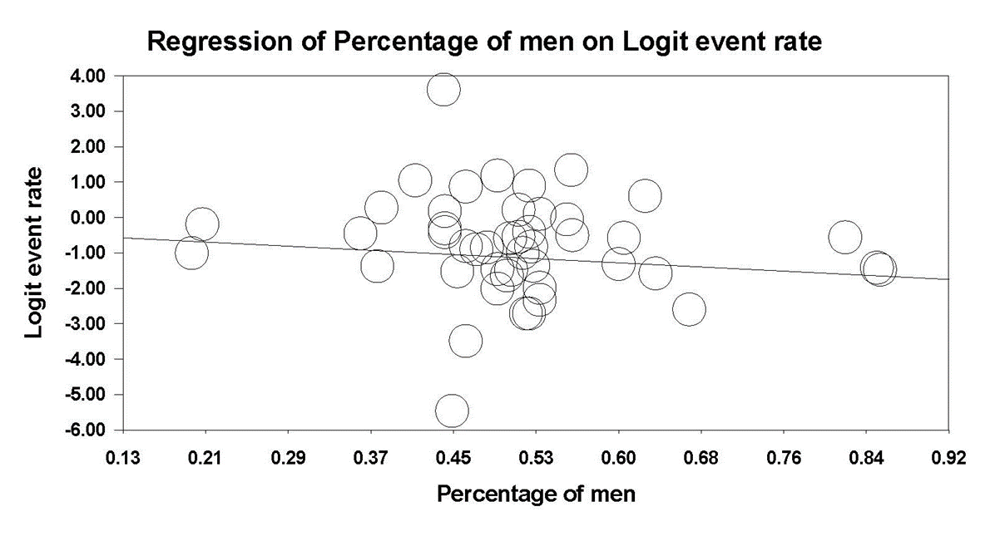 Regression of Percentage of men on Logit event rate
4.00
3.00
2.00
1.00
0.00
-1.00
-2.00
-3.00
-4.00
-5.00
-6.00
Logit event rate
0.13 0.21 0.29 0.37 0.45 0.53 0.60 0.68 0.76 0.84 0.92
Percentage of men